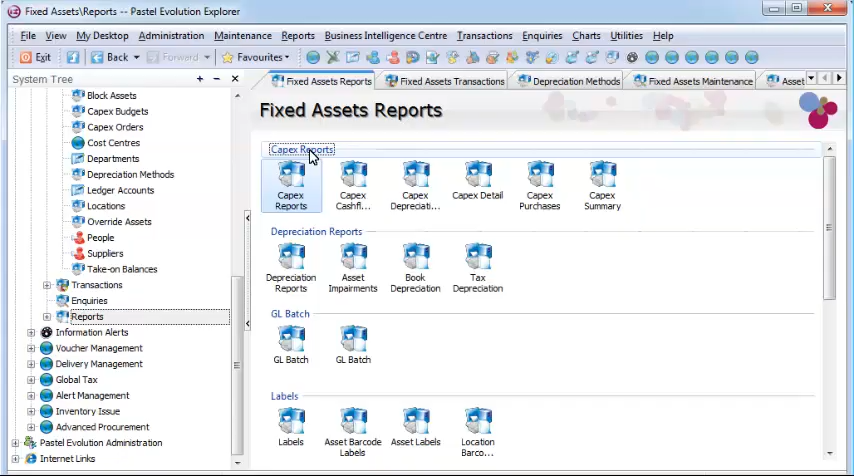 Fixed Assets\Reports -- Pastel Evolution Explorer
File View My Desktop Administration Maintenance Reports Business Intelligence Centre Transactions Enquiries Charts Utilities Help
Exit Back Forward Favourites
System Tree
Fixed Assets Reports Fixed Assets Transactions Depreciation Methods Fixed Assets Maintenance Asset
Block Assets
Capex Budgets
Capex Orders
Cost Centres
Departments
Depreciation Methods
Ledger Accounts
Locations
Override Assets
People
Suppliers
Take-on Balances
Transactions
Enquiries
Reports
Information Alerts
Voucher Management
Delivery Management
Global Tax
Alert Management
Inventory Issue
Advanced Procurement
Pastel Evolution Administration
Internet Links
Fixed Assets Reports
Capex Reports
Capex Reports
Capex Cashfl...
Capex Depreciati...
Capex Detail
Capex Purchases
Capex Summary
Depreciation Reports
Depreciation Reports
Asset Impairments
Book Depreciation
Tax Depreciation
GL Batch
GL Batch
GL Batch
Labels
Labels
Asset Barcode Labels
Asset Labels
Location Barco...